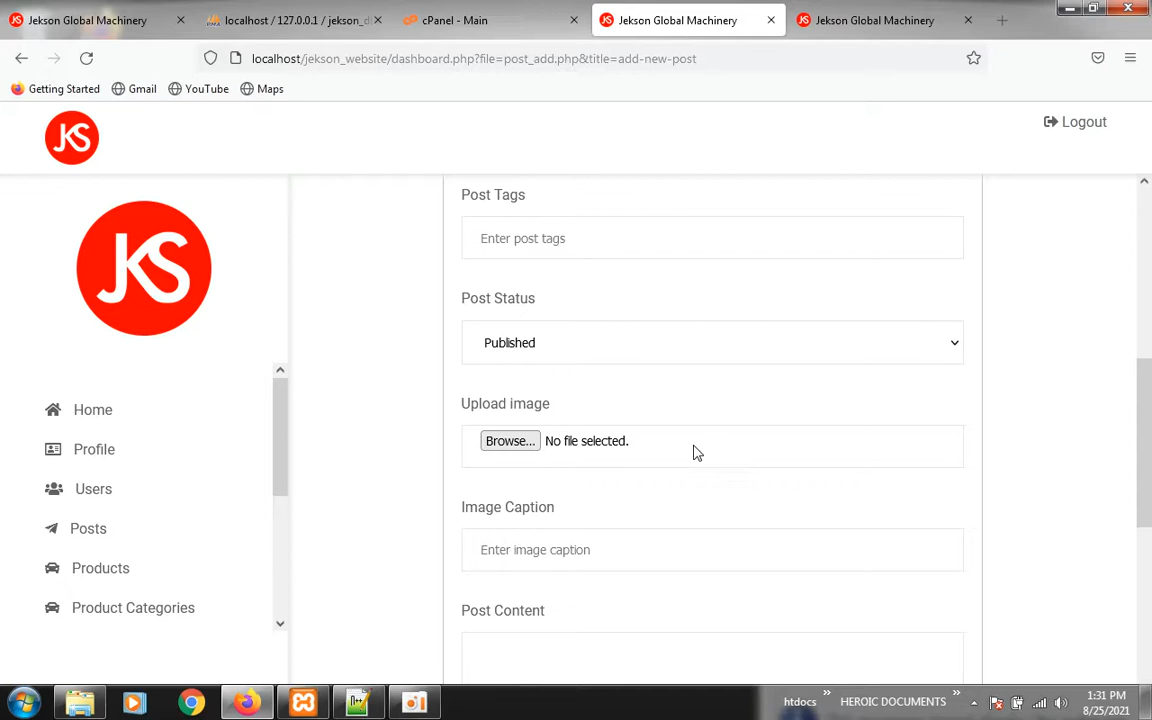 Jekson Global Machinery
localhost / 127.0.0.1 / jekson_d
cPanel - Main
Jekson Global Machinery
Jekson Global Machinery
localhost/jekson_website/dashboard.php?file=post_add.php&title=add-new-post
Getting Started
Gmail
YouTube
Maps
JKS
Logout
JKS
Home
Profile
Users
Posts
Products
Product Categories
Post Tags
Enter post tags
Post Status
Published
Upload image
Browse... No file selected.
Image Caption
Enter image caption
Post Content
htdocs
HEROIC DOCUMENTS
1:31 PM
8/25/2021